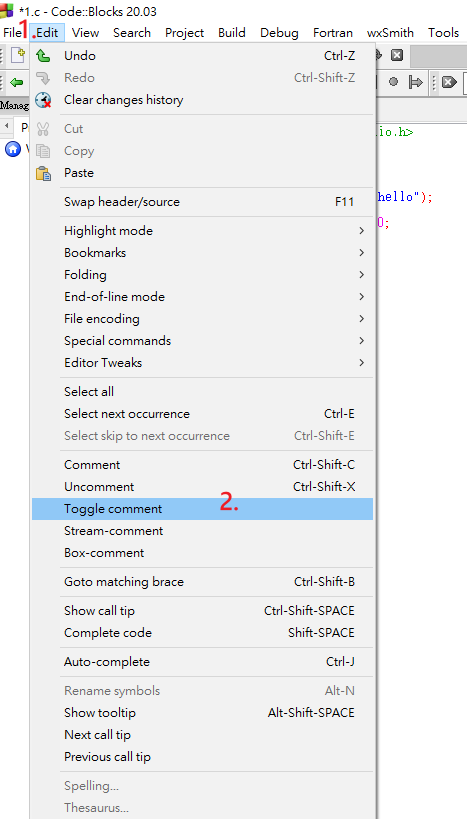 *1.c - Code::Blocks 20.03
1.
File Edit View Search Project Build Debug Fortran wxSmith Tools
Undo Ctrl-Z
Redo Ctrl-Shift-Z
Clear changes history
Manag
io.h>
Cut
Copy
Paste
hello");
Swap header/source F11
0;
Highlight mode
Bookmarks
Folding
End-of-line mode
File encoding
Special commands
Editor Tweaks
Select all
Select next occurrence Ctrl-E
Select skip to next occurrence Ctrl-Shift-E
Comment Ctrl-Shift-C
Uncomment Ctrl-Shift-X
Toggle comment 2.
Stream-comment
Box-comment
Goto matching brace Ctrl-Shift-B
Show call tip Ctrl-Shift-SPACE
Complete code Shift-SPACE
Auto-complete Ctrl-J
Rename symbols Alt-N
Show tooltip Alt-Shift-SPACE
Next call tip
Previous call tip
Spelling...
Thesaurus...